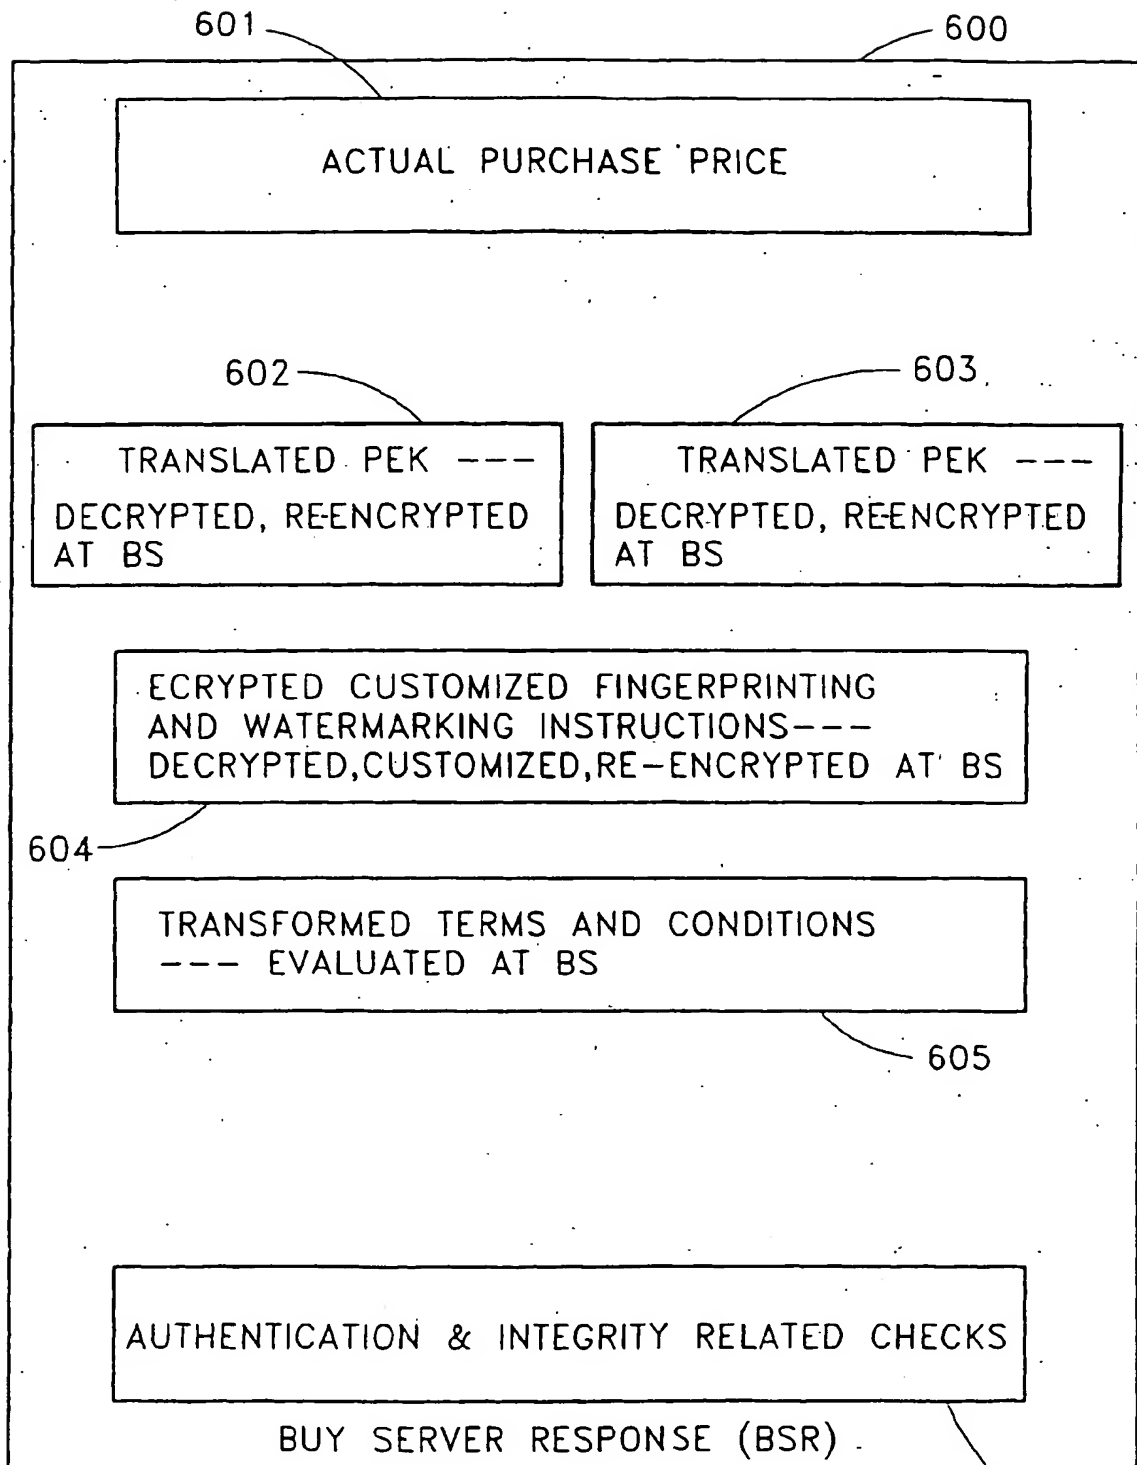 601
600
ACTUAL PURCHASE PRICE
602
603
TRANSLATED PEK ---
DECRYPTED, RE-ENCRYPTED
AT BS
TRANSLATED PEK ---
DECRYPTED, RE-ENCRYPTED
AT BS
ECRYPTED CUSTOMIZED FINGERPRINTING
AND WATERMARKING INSTRUCTIONS---
DECRYPTED,CUSTOMIZED,RE-ENCRYPTED AT BS
604
TRANSFORMED TERMS AND CONDITIONS
--- EVALUATED AT BS
605
AUTHENTICATION & INTEGRITY RELATED CHECKS
BUY SERVER RESPONSE (BSR)